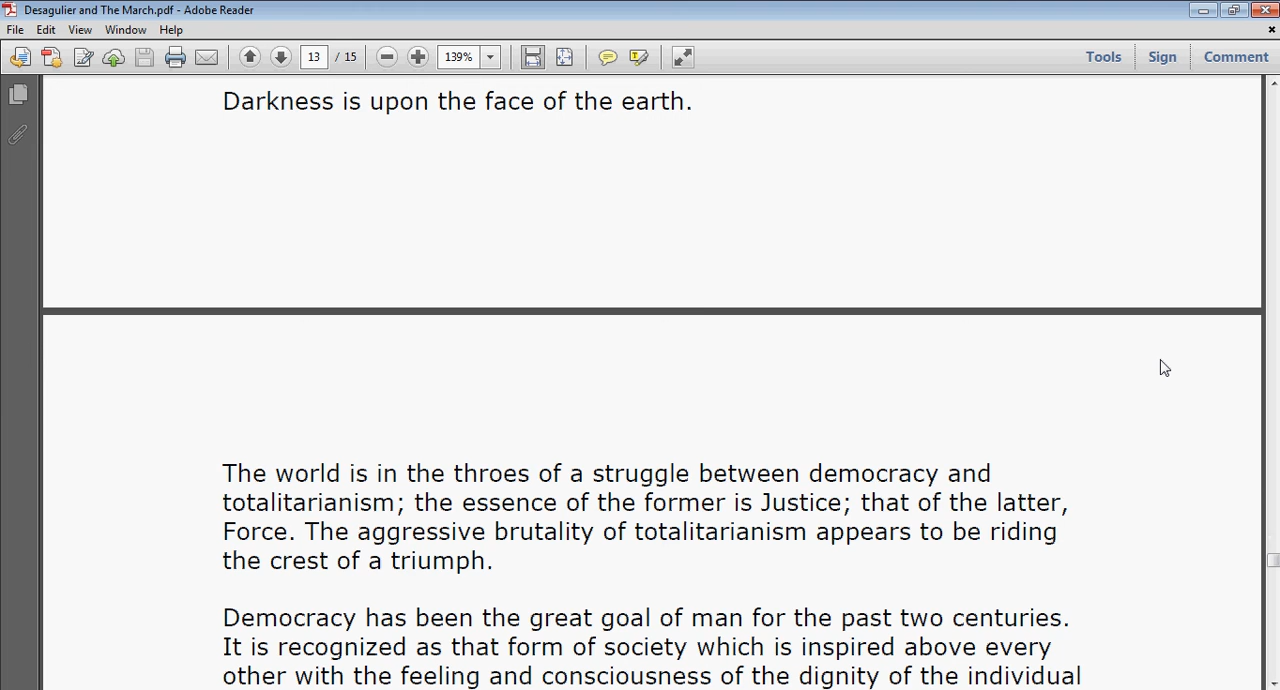 Desagulier and The March.pdf - Adobe Reader
File Edit View Window Help
13 / 15 139% Tools Sign Comment
Darkness is upon the face of the earth.
The world is in the throes of a struggle between democracy and
totalitarianism; the essence of the former is Justice; that of the latter,
Force. The aggressive brutality of totalitarianism appears to be riding
the crest of a triumph.
Democracy has been the great goal of man for the past two centuries.
It is recognized as that form of society which is inspired above every
other with the feeling and consciousness of the dignity of the individual